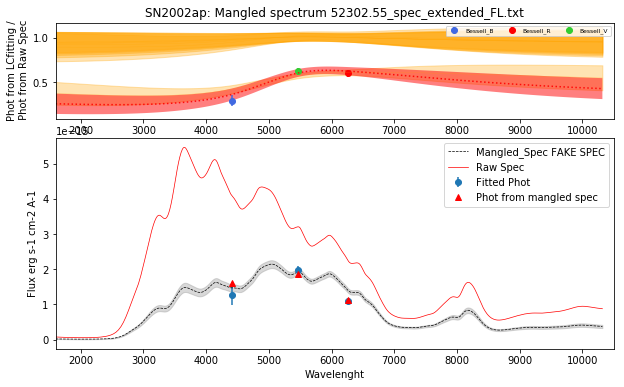 SN2002ap: Mangled spectrum 52302.55_spec_extended_FL.txt
Phot from LCfitting /
Phot from Raw Spec
1.0
0.5
Bessell_B
Bessell_R
Bessell_V
2000 3000 4000 5000 6000 7000 8000 9000 10000
Flux erg s-1 cm-2 A-1
5
4
3
2
1
0
Mangled_Spec FAKE SPEC
Raw Spec
Fitted Phot
Phot from mangled spec
2000 3000 4000 5000 6000 7000 8000 9000 10000
Wavelenght